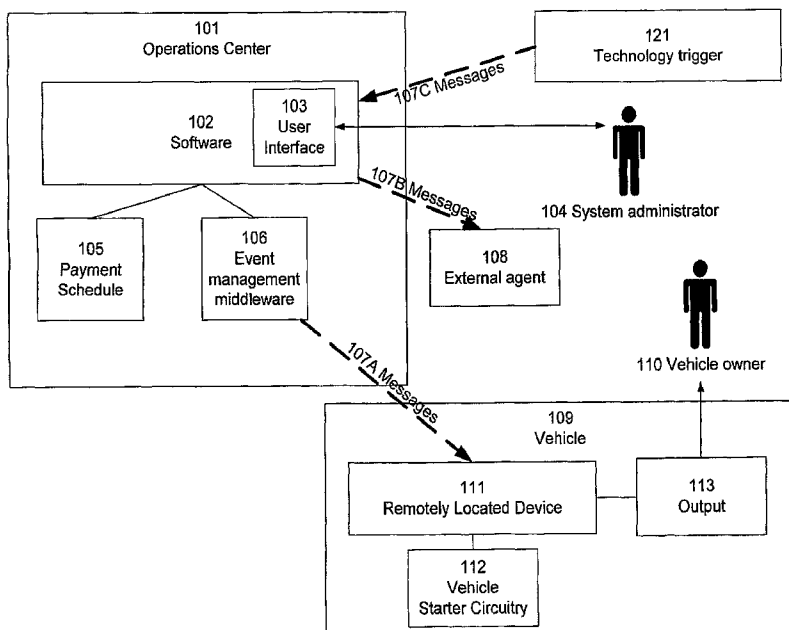 101
Operations Center
121
Technology trigger
107C Messages
102
Software
103
User
Interface
104 System administrator
107B Messages
105
Payment
Schedule
106
Event
management
middleware
108
External agent
107A Messages
110 Vehicle owner
109
Vehicle
111
Remotely Located Device
113
Output
112
Vehicle
Starter Circuitry